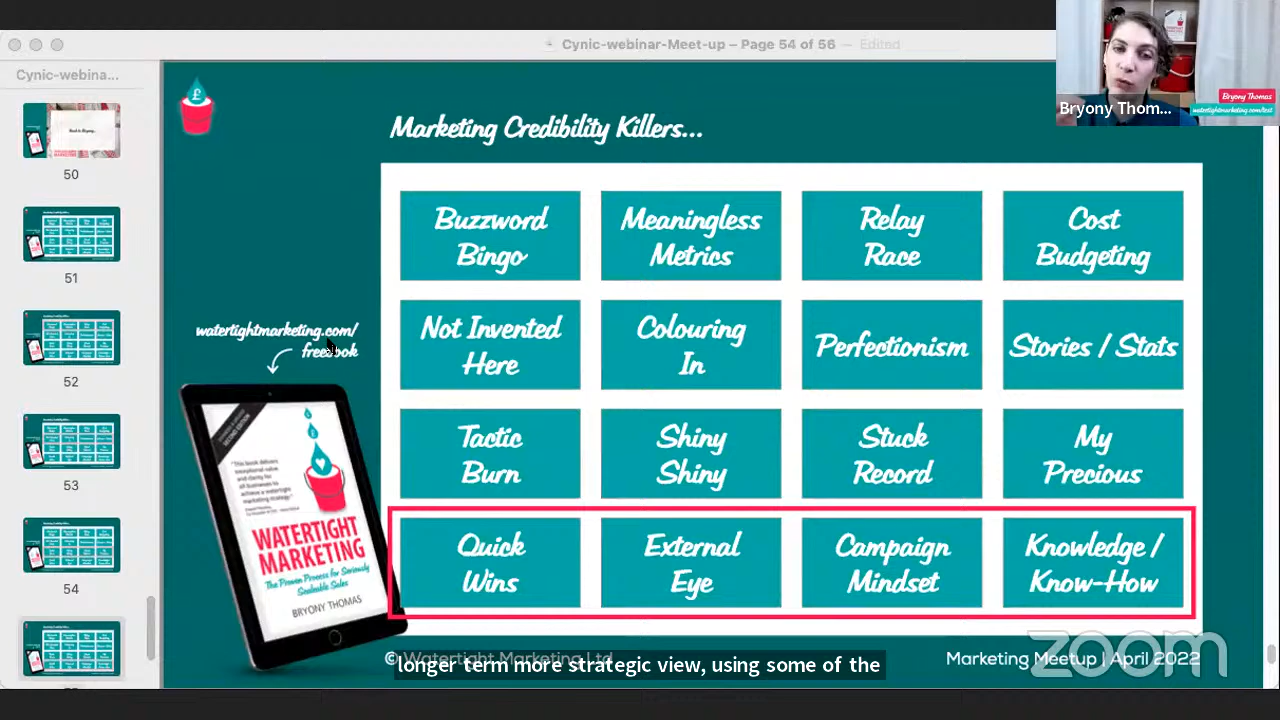 Cynic-webinar-Meet-up – Page 54 of 56 — Edited
Cynic-webina...
50
51
52
53
54
£
Marketing Credibility Killers...
Buzzword
Bingo
Meaningless
Metrics
Relay
Race
Cost
Budgeting
Not Invented
Here
Colouring
In
Perfectionism
Stories / Stats
Tactic
Burn
Shiny
Shiny
Stuck
Record
My
Precious
Quick
Wins
External
Eye
Campaign
Mindset
Knowledge /
Know-How
watertightmarketing.com/
freebook
WATERTIGHT
MARKETING
The Proven Process for Seriously
Scaleable Sales
BRYONY THOMAS
© Watertight Marketing Ltd
longer term more strategic view, using some of the
Marketing Meetup | April 2022
zoom
Bryony Thom...
Bryony Thomas
watertightmarketing.com/test